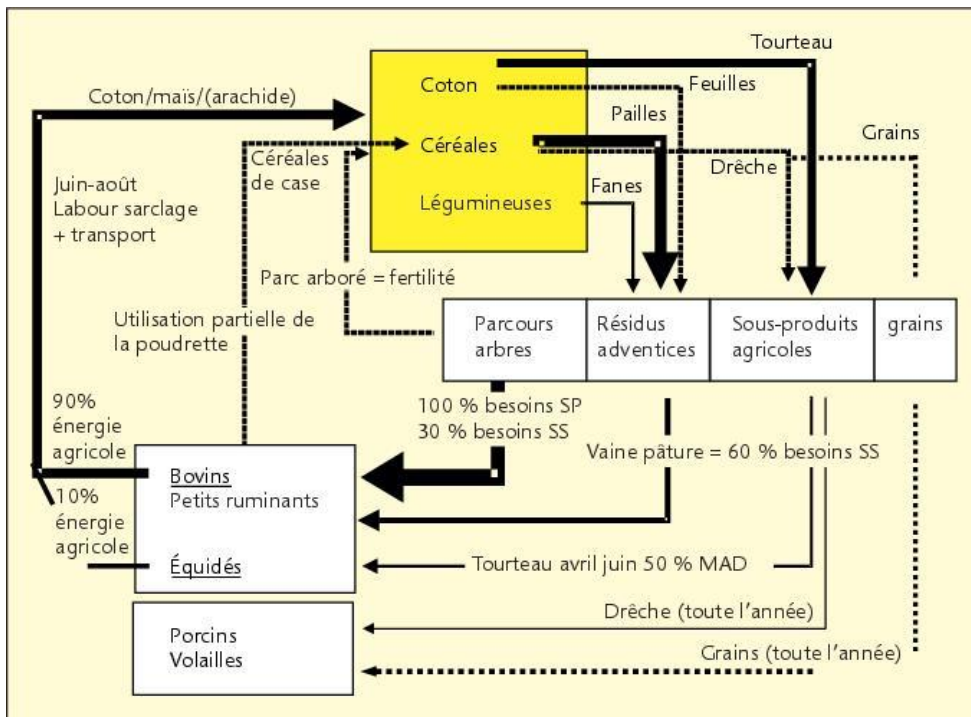 Tourteau
Coton
Feuilles
Coton/maïs/(arachide)
Pailles
Grains
Céréales
Céréales
de case
Drêche
Juin-août
Labour sarclage
+ transport
Fanes
Légumineuses
Parc arboré = fertilité
Utilisation partielle de
la poudrette
Parcours
arbres
Résidus
adventices
Sous-produits
agricoles
grains
90%
énergie
agricole
100 % besoins SP
30 % besoins SS
Vaine pâture = 60 % besoins SS
Bovins
Petits ruminants
10%
énergie
agricole
Équidés
Tourteau avril juin 50 % MAD
Drêche (toute l'année)
Porcins
Volailles
Grains (toute l'année)